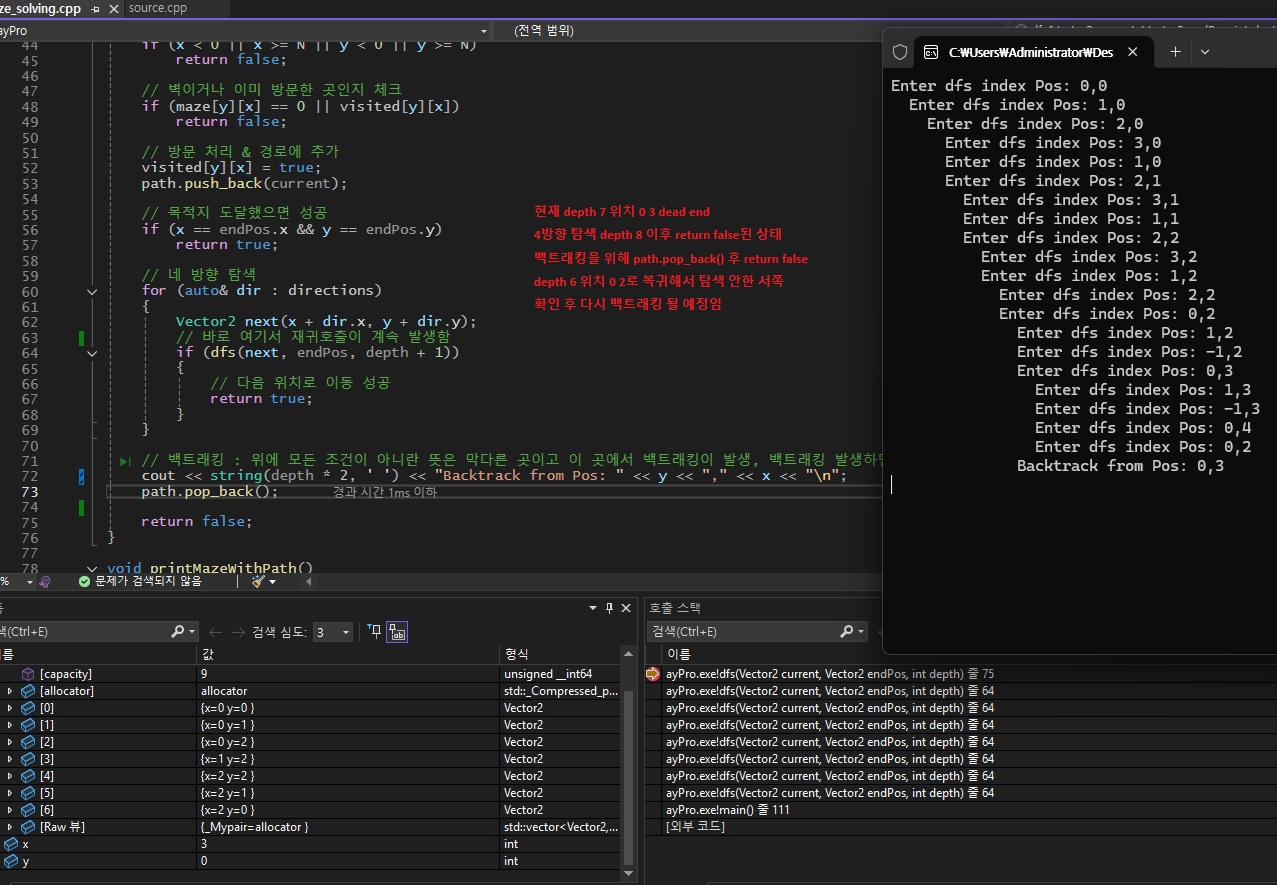 ze_solving.cpp
source.cpp
ayPro
(전역 범위)
44 if (x < 0 || x >= N || y < 0 || y >= N)
45 return false;
46
47 // 벽이거나 이미 방문한 곳인지 체크
48 if (maze[y][x] == 0 || visited[y][x])
49 return false;
50
51 // 방문 처리 & 경로에 추가
52 visited[y][x] = true;
53 path.push_back(current);
54
55 // 목적지 도달했으면 성공
56 if (x == endPos.x && y == endPos.y)
57 return true;
58
59 // 네 방향 탐색
60 for (auto& dir : directions)
61 {
62 Vector2 next(x + dir.x, y + dir.y);
63 // 바로 여기서 재귀호출이 계속 발생함
64 if (dfs(next, endPos, depth + 1))
65 {
66 // 다음 위치로 이동 성공
67 return true;
68 }
69 }
70
71 // 백트래킹 : 위에 모든 조건이 아니란 뜻은 막다른 곳이고 이 곳에서 백트래킹이 발생, 백트래킹 발생하면
72 cout << string(depth * 2, ' ') << "Backtrack from Pos: " << y << "," << x << "\n";
73 path.pop_back(); 경과 시간 1ms 이하
74
75 return false;
76 }
77
78 void printMazeWithPath()
현재 depth 7 위치 0 3 dead end
4방향 탐색 depth 8 이후 return false된 상태
백트래킹을 위해 path.pop_back() 후 return false
depth 6 위치 0 2로 복귀해서 탐색 안한 서쪽
확인 후 다시 백트래킹 될 예정임
C:₩Users₩Administrator₩Des
Enter dfs index Pos: 0,0
Enter dfs index Pos: 1,0
Enter dfs index Pos: 2,0
Enter dfs index Pos: 3,0
Enter dfs index Pos: 1,0
Enter dfs index Pos: 2,1
Enter dfs index Pos: 3,1
Enter dfs index Pos: 1,1
Enter dfs index Pos: 2,2
Enter dfs index Pos: 3,2
Enter dfs index Pos: 1,2
Enter dfs index Pos: 2,2
Enter dfs index Pos: 0,2
Enter dfs index Pos: 1,2
Enter dfs index Pos: -1,2
Enter dfs index Pos: 0,3
Enter dfs index Pos: 1,3
Enter dfs index Pos: -1,3
Enter dfs index Pos: 0,4
Enter dfs index Pos: 0,2
Backtrack from Pos: 0,3
%
문제가 검색되지 않음
색(Ctrl+E)
검색 심도: 3
름 값 형식
[capacity] 9 unsigned __int64
[allocator] allocator std::_Compressed_p...
[0] {x=0 y=0 } Vector2
[1] {x=0 y=1 } Vector2
[2] {x=0 y=2 } Vector2
[3] {x=1 y=2 } Vector2
[4] {x=2 y=2 } Vector2
[5] {x=2 y=1 } Vector2
[6] {x=2 y=0 } Vector2
[Raw 뷰] {_Mypair=allocator } std::vector<Vector2,...
x 3 int
y 0 int
호출 스택
검색(Ctrl+E)
이름
ayPro.exe!dfs(Vector2 current, Vector2 endPos, int depth) 줄 75
ayPro.exe!dfs(Vector2 current, Vector2 endPos, int depth) 줄 64
ayPro.exe!dfs(Vector2 current, Vector2 endPos, int depth) 줄 64
ayPro.exe!dfs(Vector2 current, Vector2 endPos, int depth) 줄 64
ayPro.exe!dfs(Vector2 current, Vector2 endPos, int depth) 줄 64
ayPro.exe!dfs(Vector2 current, Vector2 endPos, int depth) 줄 64
ayPro.exe!dfs(Vector2 current, Vector2 endPos, int depth) 줄 64
ayPro.exe!dfs(Vector2 current, Vector2 endPos, int depth) 줄 64
ayPro.exe!main() 줄 111
[외부 코드]